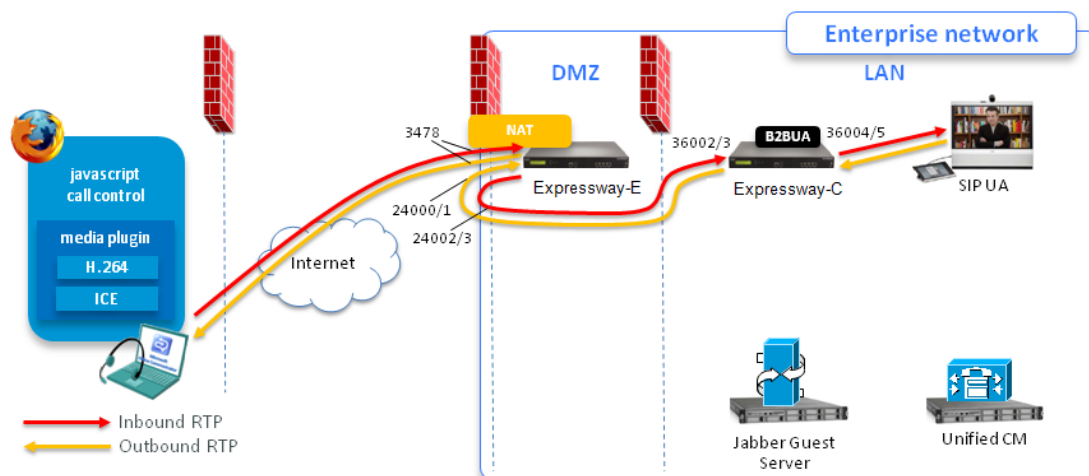 Enterprise network
DMZ
LAN
3478
NAT
B2BUA
36002/3
36004/5
javascript
call control
media plugin
H.264
ICE
Expressway-E
Expressway-C
SIP UA
24000/1
24002/3
Internet
Inbound RTP
Outbound RTP
Jabber Guest
Server
Unified CM